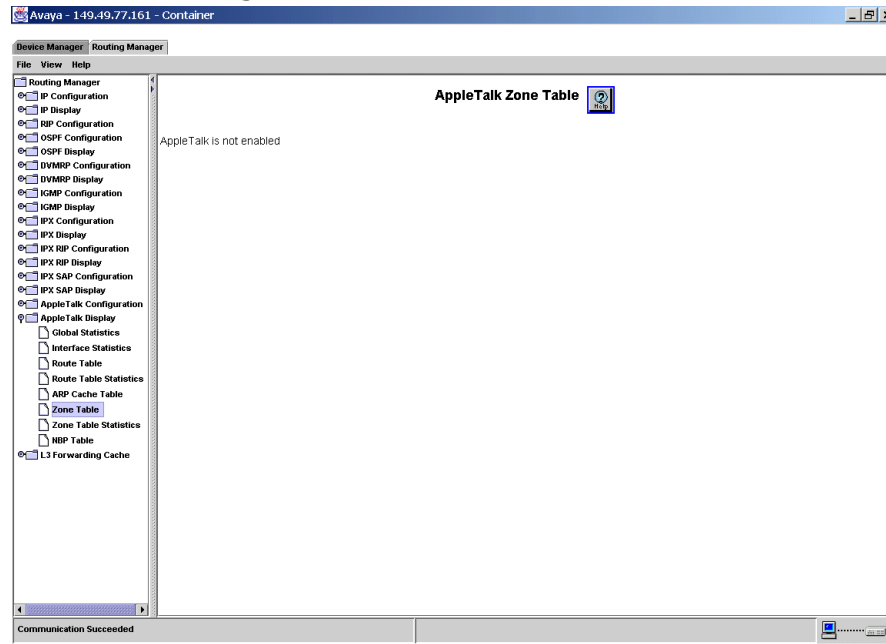 Avaya - 149.49.77.161 - Container
Device Manager Routing Manager
File View Help
Routing Manager
IP Configuration
IP Display
RIP Configuration
OSPF Configuration
OSPF Display
DVMRP Configuration
DVMRP Display
IGMP Configuration
IGMP Display
IPX Configuration
IPX Display
IPX RIP Configuration
IPX RIP Display
IPX SAP Configuration
IPX SAP Display
AppleTalk Configuration
AppleTalk Display
Global Statistics
Interface Statistics
Route Table
Route Table Statistics
ARP Cache Table
Zone Table
Zone Table Statistics
NBP Table
L3 Forwarding Cache
AppleTalk Zone Table
Help
AppleTalk is not enabled
Communication Succeeded